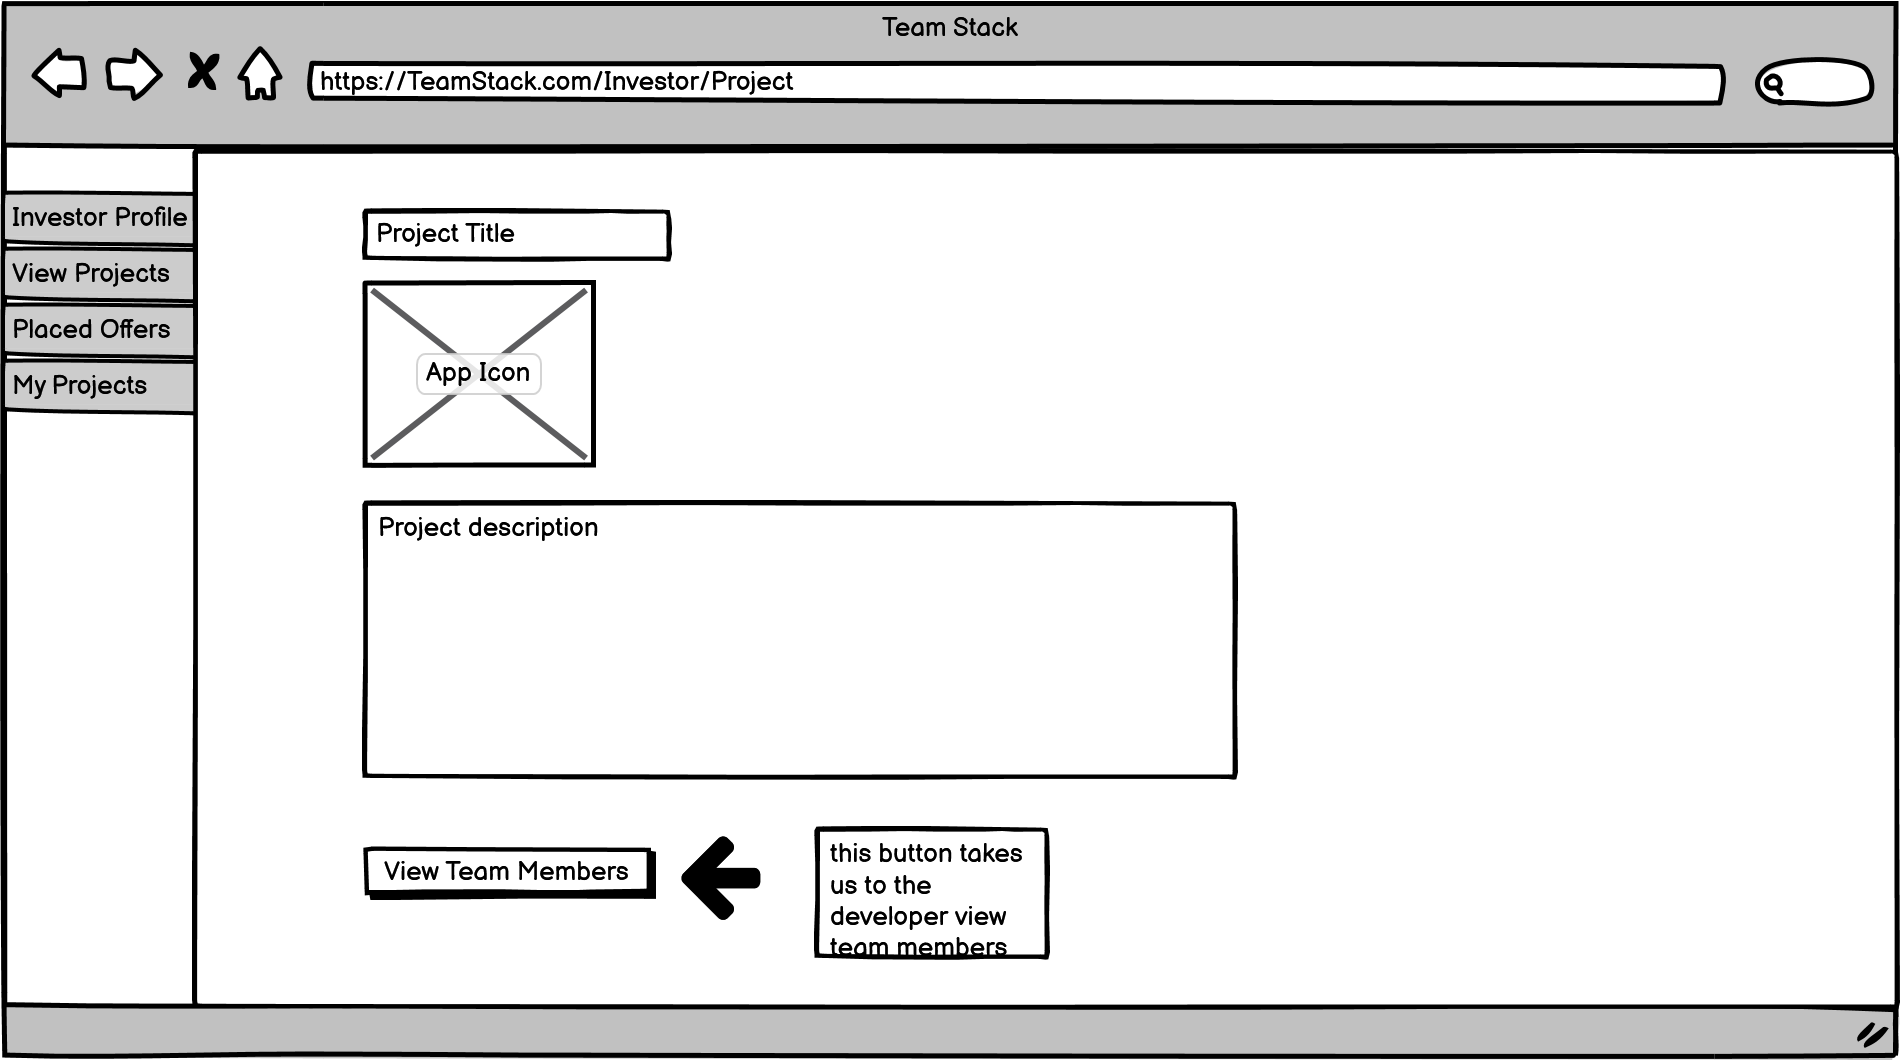 Team Stack
https://TeamStack.com/Investor/Project
Investor Profile
View Projects
Placed Offers
My Projects
Project Title
App Icon
Project description
View Team Members
this button takes
us to the
developer view
team members